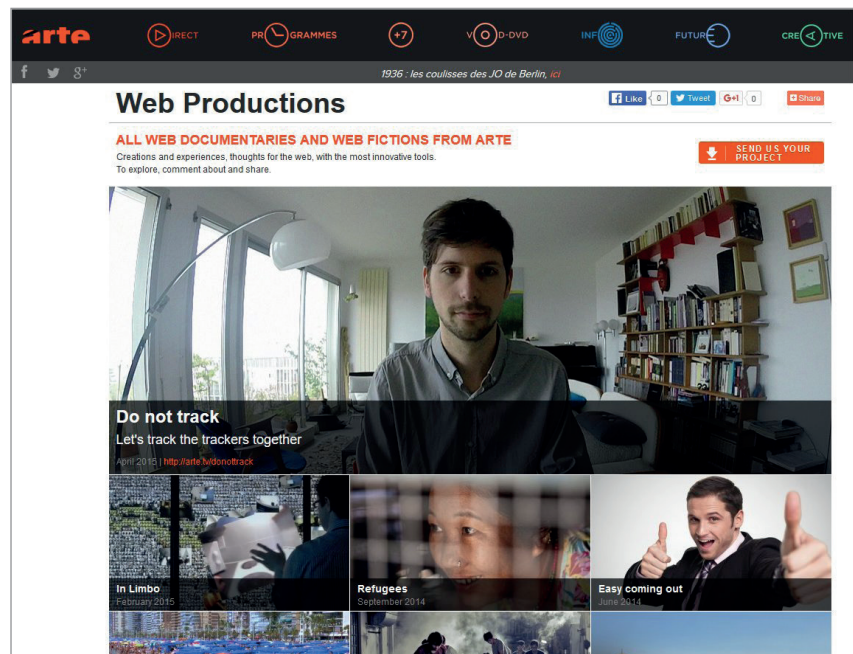 arte
DIRECT
PROGRAMMES
+7
VOD-DVD
INFO
FUTURE
CREATIVE
f
g+
1936 : les coulisses des JO de Berlin, ici
Web Productions
f Like 0 Tweet G+1 0 Share
ALL WEB DOCUMENTARIES AND WEB FICTIONS FROM ARTE
Creations and experiences, thoughts for the web, with the most innovative tools.
To explore, comment about and share.
SEND US YOUR
PROJECT
Do not track
Let's track the trackers together
April 2015 | http://arte.tv/donottrack
In Limbo
February 2015
Refugees
September 2014
Easy coming out
June 2014